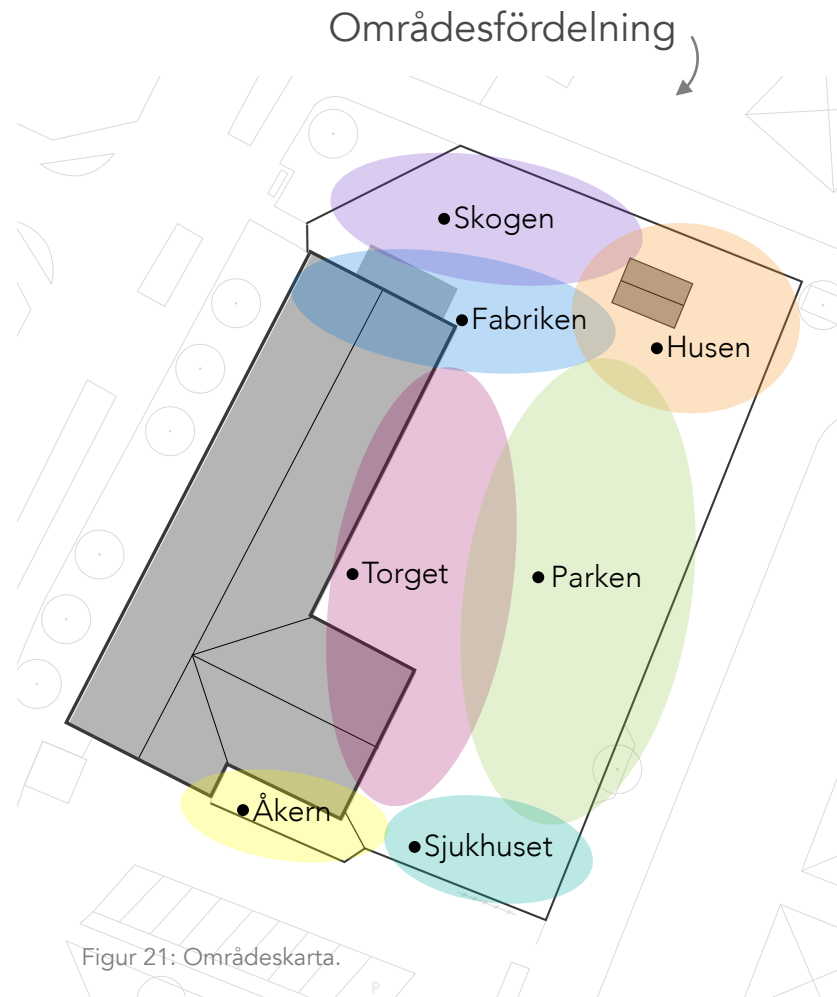 Områdesfördelning
Skogen
Fabriken
Husen
Torget
Parken
Åkern
Sjukhuset
Figur 21: Områdeskarta.
P